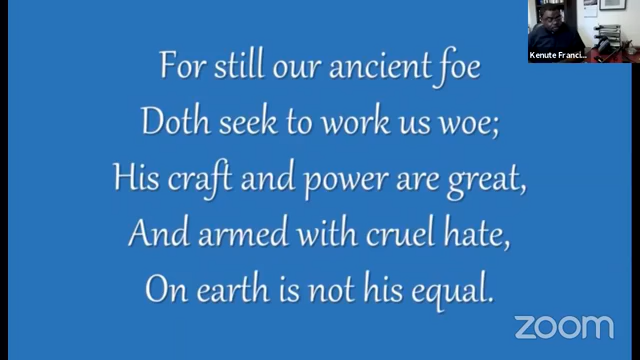 For still our ancient foe
Doth seek to work us woe;
His craft and power are great,
And armed with cruel hate,
On earth is not his equal.
Kenute Franci...
zoom